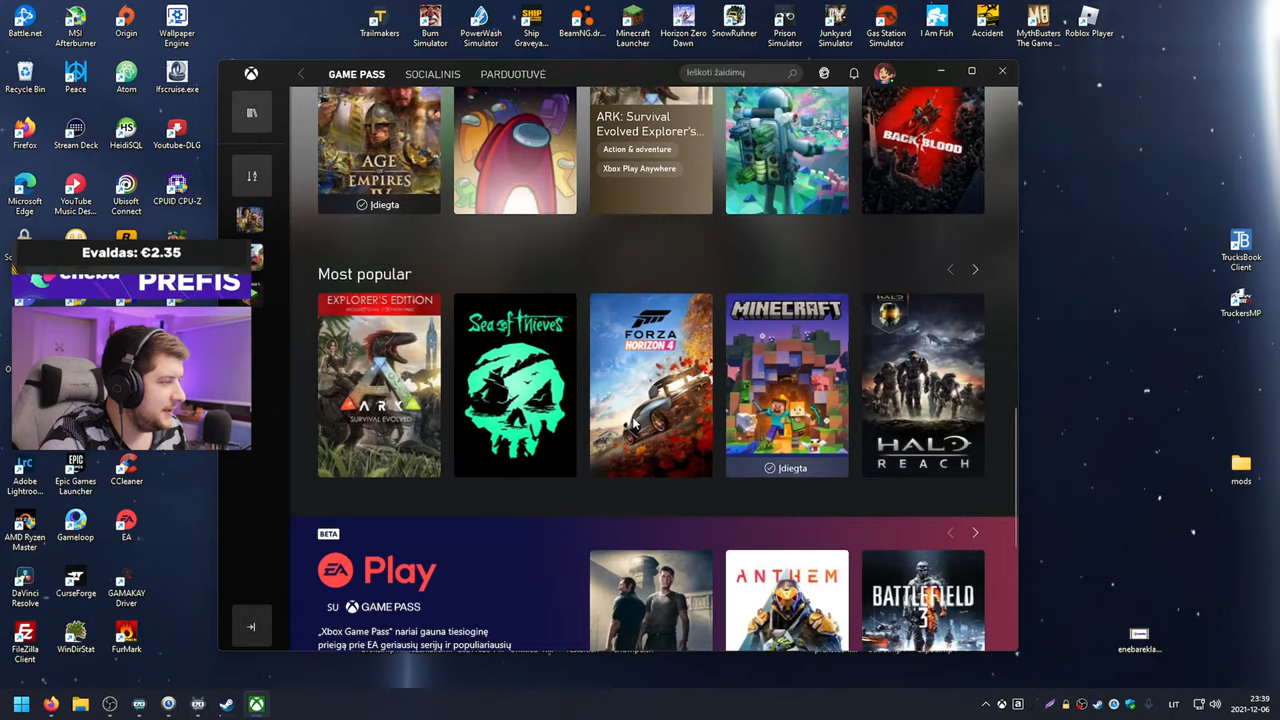 Battle.net
MSI
Afterburner
Origin
Wallpaper
Engine
Trailmakers
Bum
Simulator
PowerWash
Simulator
Ship
Graveya...
BeamNG.dr...
Minecraft
Launcher
Horizon Zero
Dawn
SnowRunner
Prison
Simulator
Junkyard
Simulator
Gas Station
Simulator
I Am Fish
Accident
MythBusters
The Game ...
Roblox Player
Recycle Bin
Peace
Atom
lfscruise.exe
Firefox
Stream Deck
HeidiSQL
Youtube-DLG
Microsoft
Edge
YouTube
Music Des...
Ubisoft
Connect
CPUID CPU-Z
GAME PASS
SOCIALINIS
PARDUOTUVĖ
Ieškoti žaidimų
AGE
OF
EMPIRES
IV
Įdiegta
ARK: Survival
Evolved Explorer's...
Action & adventure
Xbox Play Anywhere
BACK 4 BLOOD
Evaldas: €2.35
eneba
PREFIS
Most popular
EXPLORER'S EDITION
ARK
SURVIVAL EVOLVED
Sea of Thieves
FORZA
HORIZON 4
MINECRAFT
Įdiegta
HALO
HALO
REACH
BETA
EA Play
SU XBOX GAME PASS
„Xbox Game Pass“ nariai gauna tiesioginę
prieigą prie EA geriausių serijų ir populiariausių
ANTHEM
BATTLEFIELD
3
Adobe
Lightroo...
Epic Games
Launcher
CCleaner
AMD Ryzen
Master
Gameloop
EA
DaVinci
Resolve
CurseForge
GAMAKAY
Driver
FileZilla
Client
WinDirStat
FurMark
TrucksBook
Client
TruckersMP
mods
enebarekla...
LIT
23:39
2021-12-06